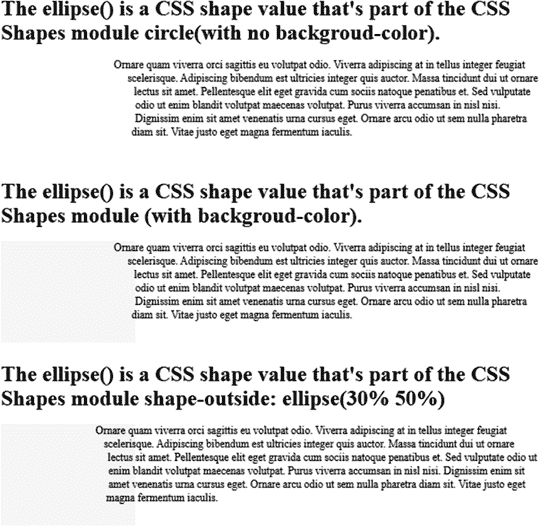 The ellipse() is a CSS shape value that's part of the CSS
Shapes module circle(with no backgroud-color).
Ornare quam viverra orci sagittis eu volutpat odio. Viverra adipiscing at in tellus integer feugiat
scelerisque. Adipiscing bibendum est ultricies integer quis auctor. Massa tincidunt dui ut ornare
lectus sit amet. Pellentesque elit eget gravida cum sociis natoque penatibus et. Sed vulputate
odio ut enim blandit volutpat maecenas volutpat. Purus viverra accumsan in nisl nisi.
Dignissim enim sit amet venenatis urna cursus eget. Ornare arcu odio ut sem nulla pharetra
diam sit. Vitae justo eget magna fermentum iaculis.
The ellipse() is a CSS shape value that's part of the CSS
Shapes module (with backgroud-color).
Ornare quam viverra orci sagittis eu volutpat odio. Viverra adipiscing at in tellus integer feugiat
scelerisque. Adipiscing bibendum est ultricies integer quis auctor. Massa tincidunt dui ut ornare
lectus sit amet. Pellentesque elit eget gravida cum sociis natoque penatibus et. Sed vulputate
odio ut enim blandit volutpat maecenas volutpat. Purus viverra accumsan in nisl nisi.
Dignissim enim sit amet venenatis urna cursus eget. Ornare arcu odio ut sem nulla pharetra
diam sit. Vitae justo eget magna fermentum iaculis.
The ellipse() is a CSS shape value that's part of the CSS
Shapes module shape-outside: ellipse(30% 50%)
Ornare quam viverra orci sagittis eu volutpat odio. Viverra adipiscing at in tellus integer feugiat
scelerisque. Adipiscing bibendum est ultricies integer quis auctor. Massa tincidunt dui ut ornare
lectus sit amet. Pellentesque elit eget gravida cum sociis natoque penatibus et. Sed vulputate odio ut
enim blandit volutpat maecenas volutpat. Purus viverra accumsan in nisl nisi. Dignissim enim sit
amet venenatis urna cursus eget. Ornare arcu odio ut sem nulla pharetra diam sit. Vitae justo eget
magna fermentum iaculis.